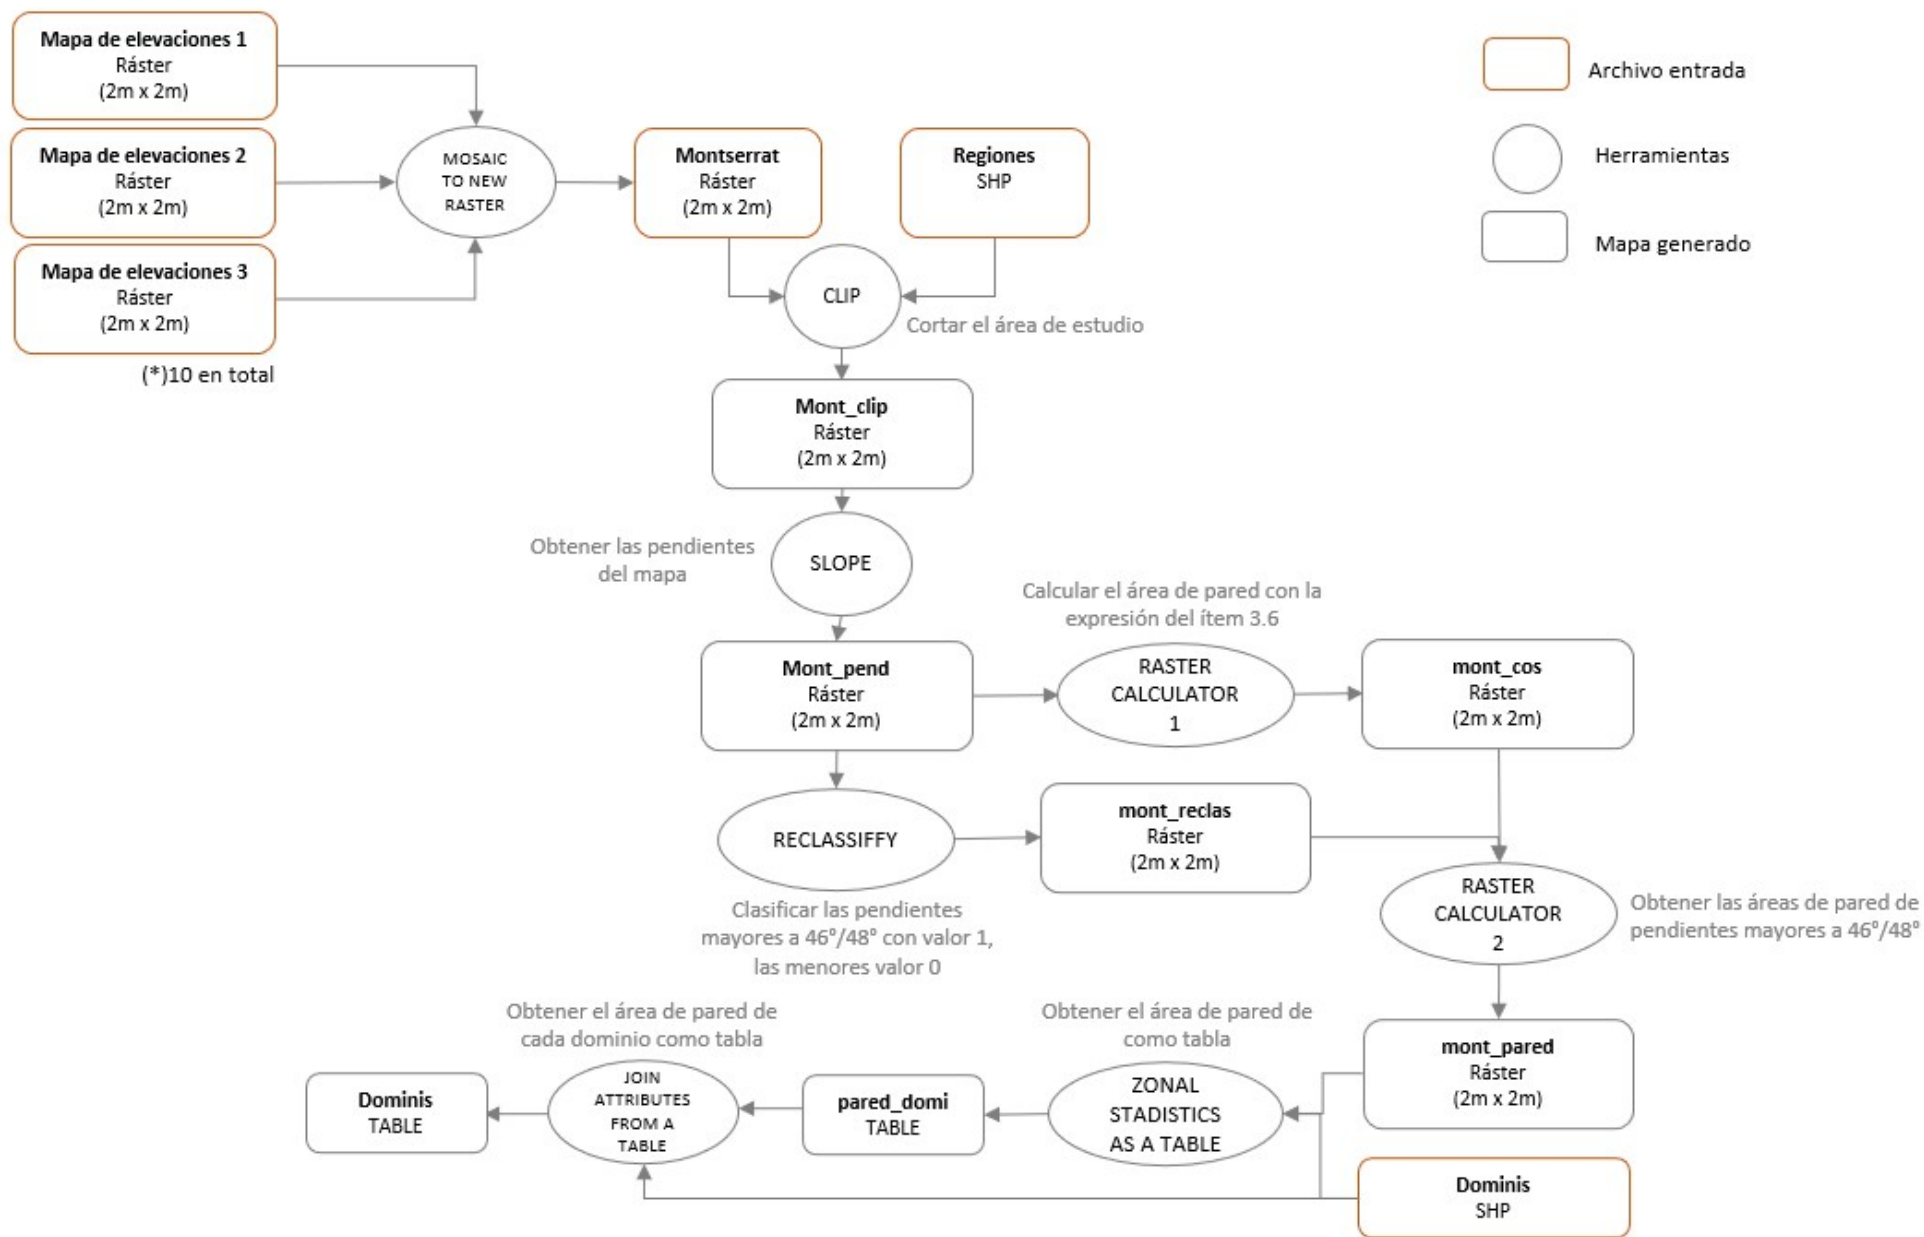 Mapa de elevaciones 1
Ráster
(2m x 2m)
Mapa de elevaciones 2
Ráster
(2m x 2m)
Mapa de elevaciones 3
Ráster
(2m x 2m)
(*)10 en total
MOSAIC
TO NEW
RASTER
Montserrat
Ráster
(2m x 2m)
Regiones
SHP
Archivo entrada
Herramientas
Mapa generado
CLIP
Cortar el área de estudio
Mont_clip
Ráster
(2m x 2m)
Obtener las pendientes
del mapa
SLOPE
Mont_pend
Ráster
(2m x 2m)
Calcular el área de pared con la
expresión del ítem 3.6
RASTER
CALCULATOR
1
mont_cos
Ráster
(2m x 2m)
RECLASSIFFY
Clasificar las pendientes
mayores a 46°/48° con valor 1,
las menores valor 0
mont_reclas
Ráster
(2m x 2m)
RASTER
CALCULATOR
2
Obtener las áreas de pared de
pendientes mayores a 46°/48°
mont_pared
Ráster
(2m x 2m)
Obtener el área de pared de
como tabla
ZONAL
STADISTICS
AS A TABLE
pared_domi
TABLE
Obtener el área de pared de
cada dominio como tabla
JOIN
ATTRIBUTES
FROM A
TABLE
Dominis
TABLE
Dominis
SHP